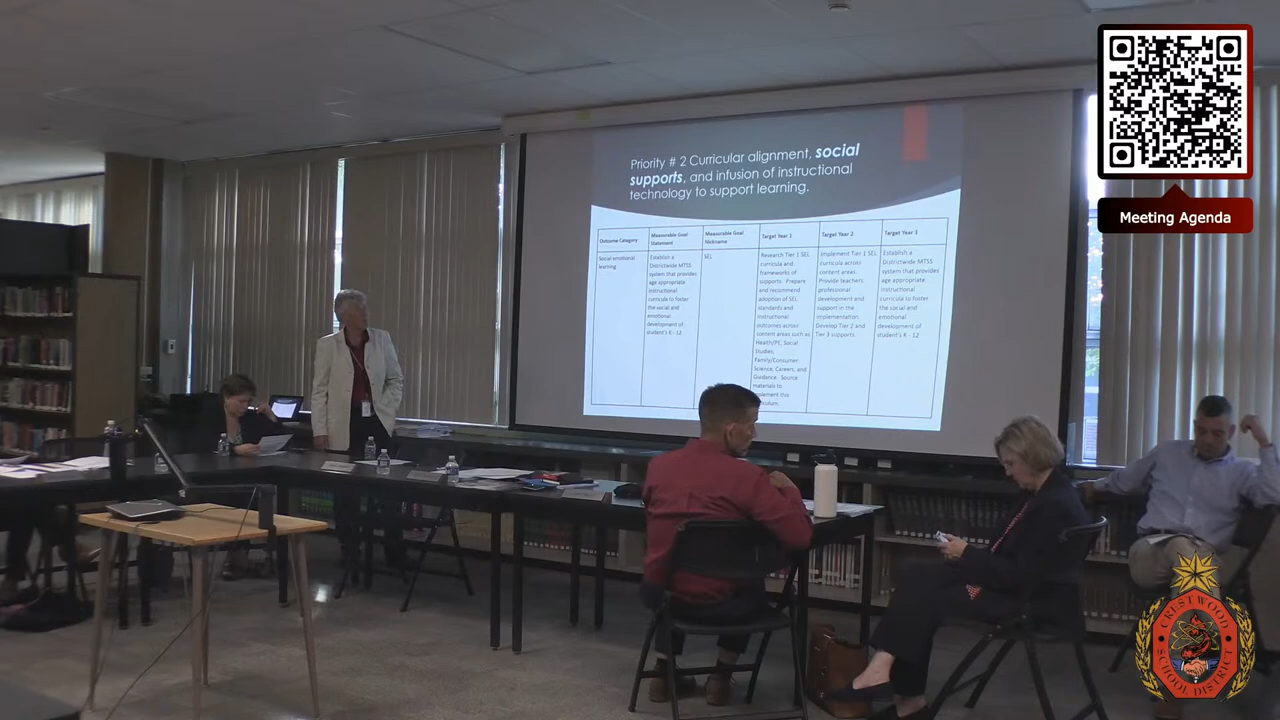 Priority # 2 Curricular alignment, social
supports, and infusion of instructional
technology to support learning.
Outcome Category
Measurable Goal
Statement
Measurable Goal
Nickname
Target Year 1
Target Year 2
Target Year 3
Social emotional
learning
Establish a
Districtwide MTSS
system that provides
age appropriate
instructional
curricula to foster
the social and
emotional
development of
student's K - 12
SEL
Research Tier 1 SEL
curricula and
frameworks of
supports. Prepare
and recommend
adoption of SEL
standards and
instructional
outcomes across
content areas such as
Health/PE, Social
Studies,
Family/Consumer
Science, Careers, and
Guidance. Source
materials to
implement this
Implement Tier 1 SEL
curricula across
content areas.
Provide teachers
professional
development and
support in the
implementation.
Develop Tier 2 and
Tier 3 supports.
Establish a
Districtwide MTSS
system that provides
age appropriate
instructional
curricula to foster
the social and
emotional
development of
student's K - 12
Meeting Agenda
CRESTWOOD
SCHOOL DISTRICT